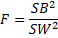 F = SB²/SW²